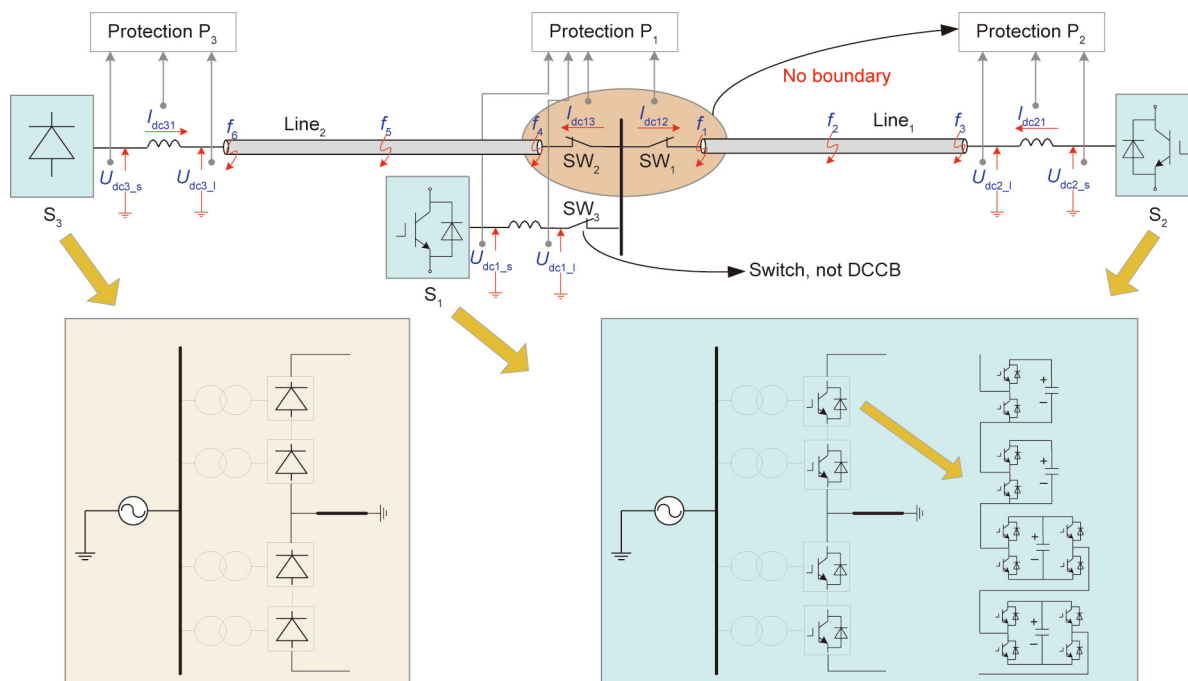 Protection P3
Protection P1
Protection P2
No boundary
Idc31
Idc13
Idc12
Idc21
f6
Line2
f5
f4
f1
f2
Line1
f3
SW2
SW1
Udc3_s
Udc3_l
Udc2_l
Udc2_s
S3
SW3
S2
Udc1_s
Udc1_l
Switch, not DCCB
S1
+
−
+
−
+
−
+
−